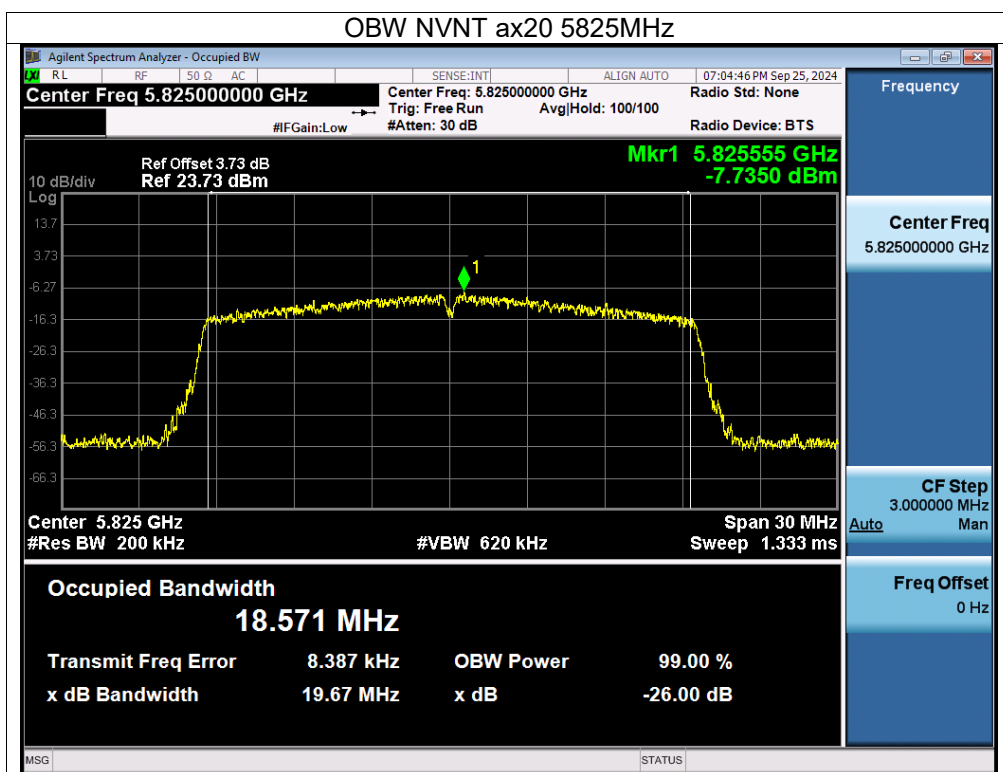 OBW NVNT ax20 5825MHz
Agilent Spectrum Analyzer - Occupied BW
LXI RL RF 50 Ω AC SENSE:INT ALIGN AUTO 07:04:46 PM Sep 25, 2024
Center Freq 5.825000000 GHz Center Freq: 5.825000000 GHz Radio Std: None
Trig: Free Run Avg|Hold: 100/100
#IFGain:Low #Atten: 30 dB Radio Device: BTS
Frequency
Mkr1 5.825555 GHz
-7.7350 dBm
Ref Offset 3.73 dB
10 dB/div Ref 23.73 dBm
Log
13.7
3.73
-6.27
-16.3
-26.3
-36.3
-46.3
-56.3
-66.3
1
Center 5.825 GHz Span 30 MHz
#Res BW 200 kHz #VBW 620 kHz Sweep 1.333 ms
Center Freq
5.825000000 GHz
CF Step
3.000000 MHz
Auto Man
Freq Offset
0 Hz
Occupied Bandwidth
18.571 MHz
Transmit Freq Error 8.387 kHz OBW Power 99.00 %
x dB Bandwidth 19.67 MHz x dB -26.00 dB
MSG STATUS